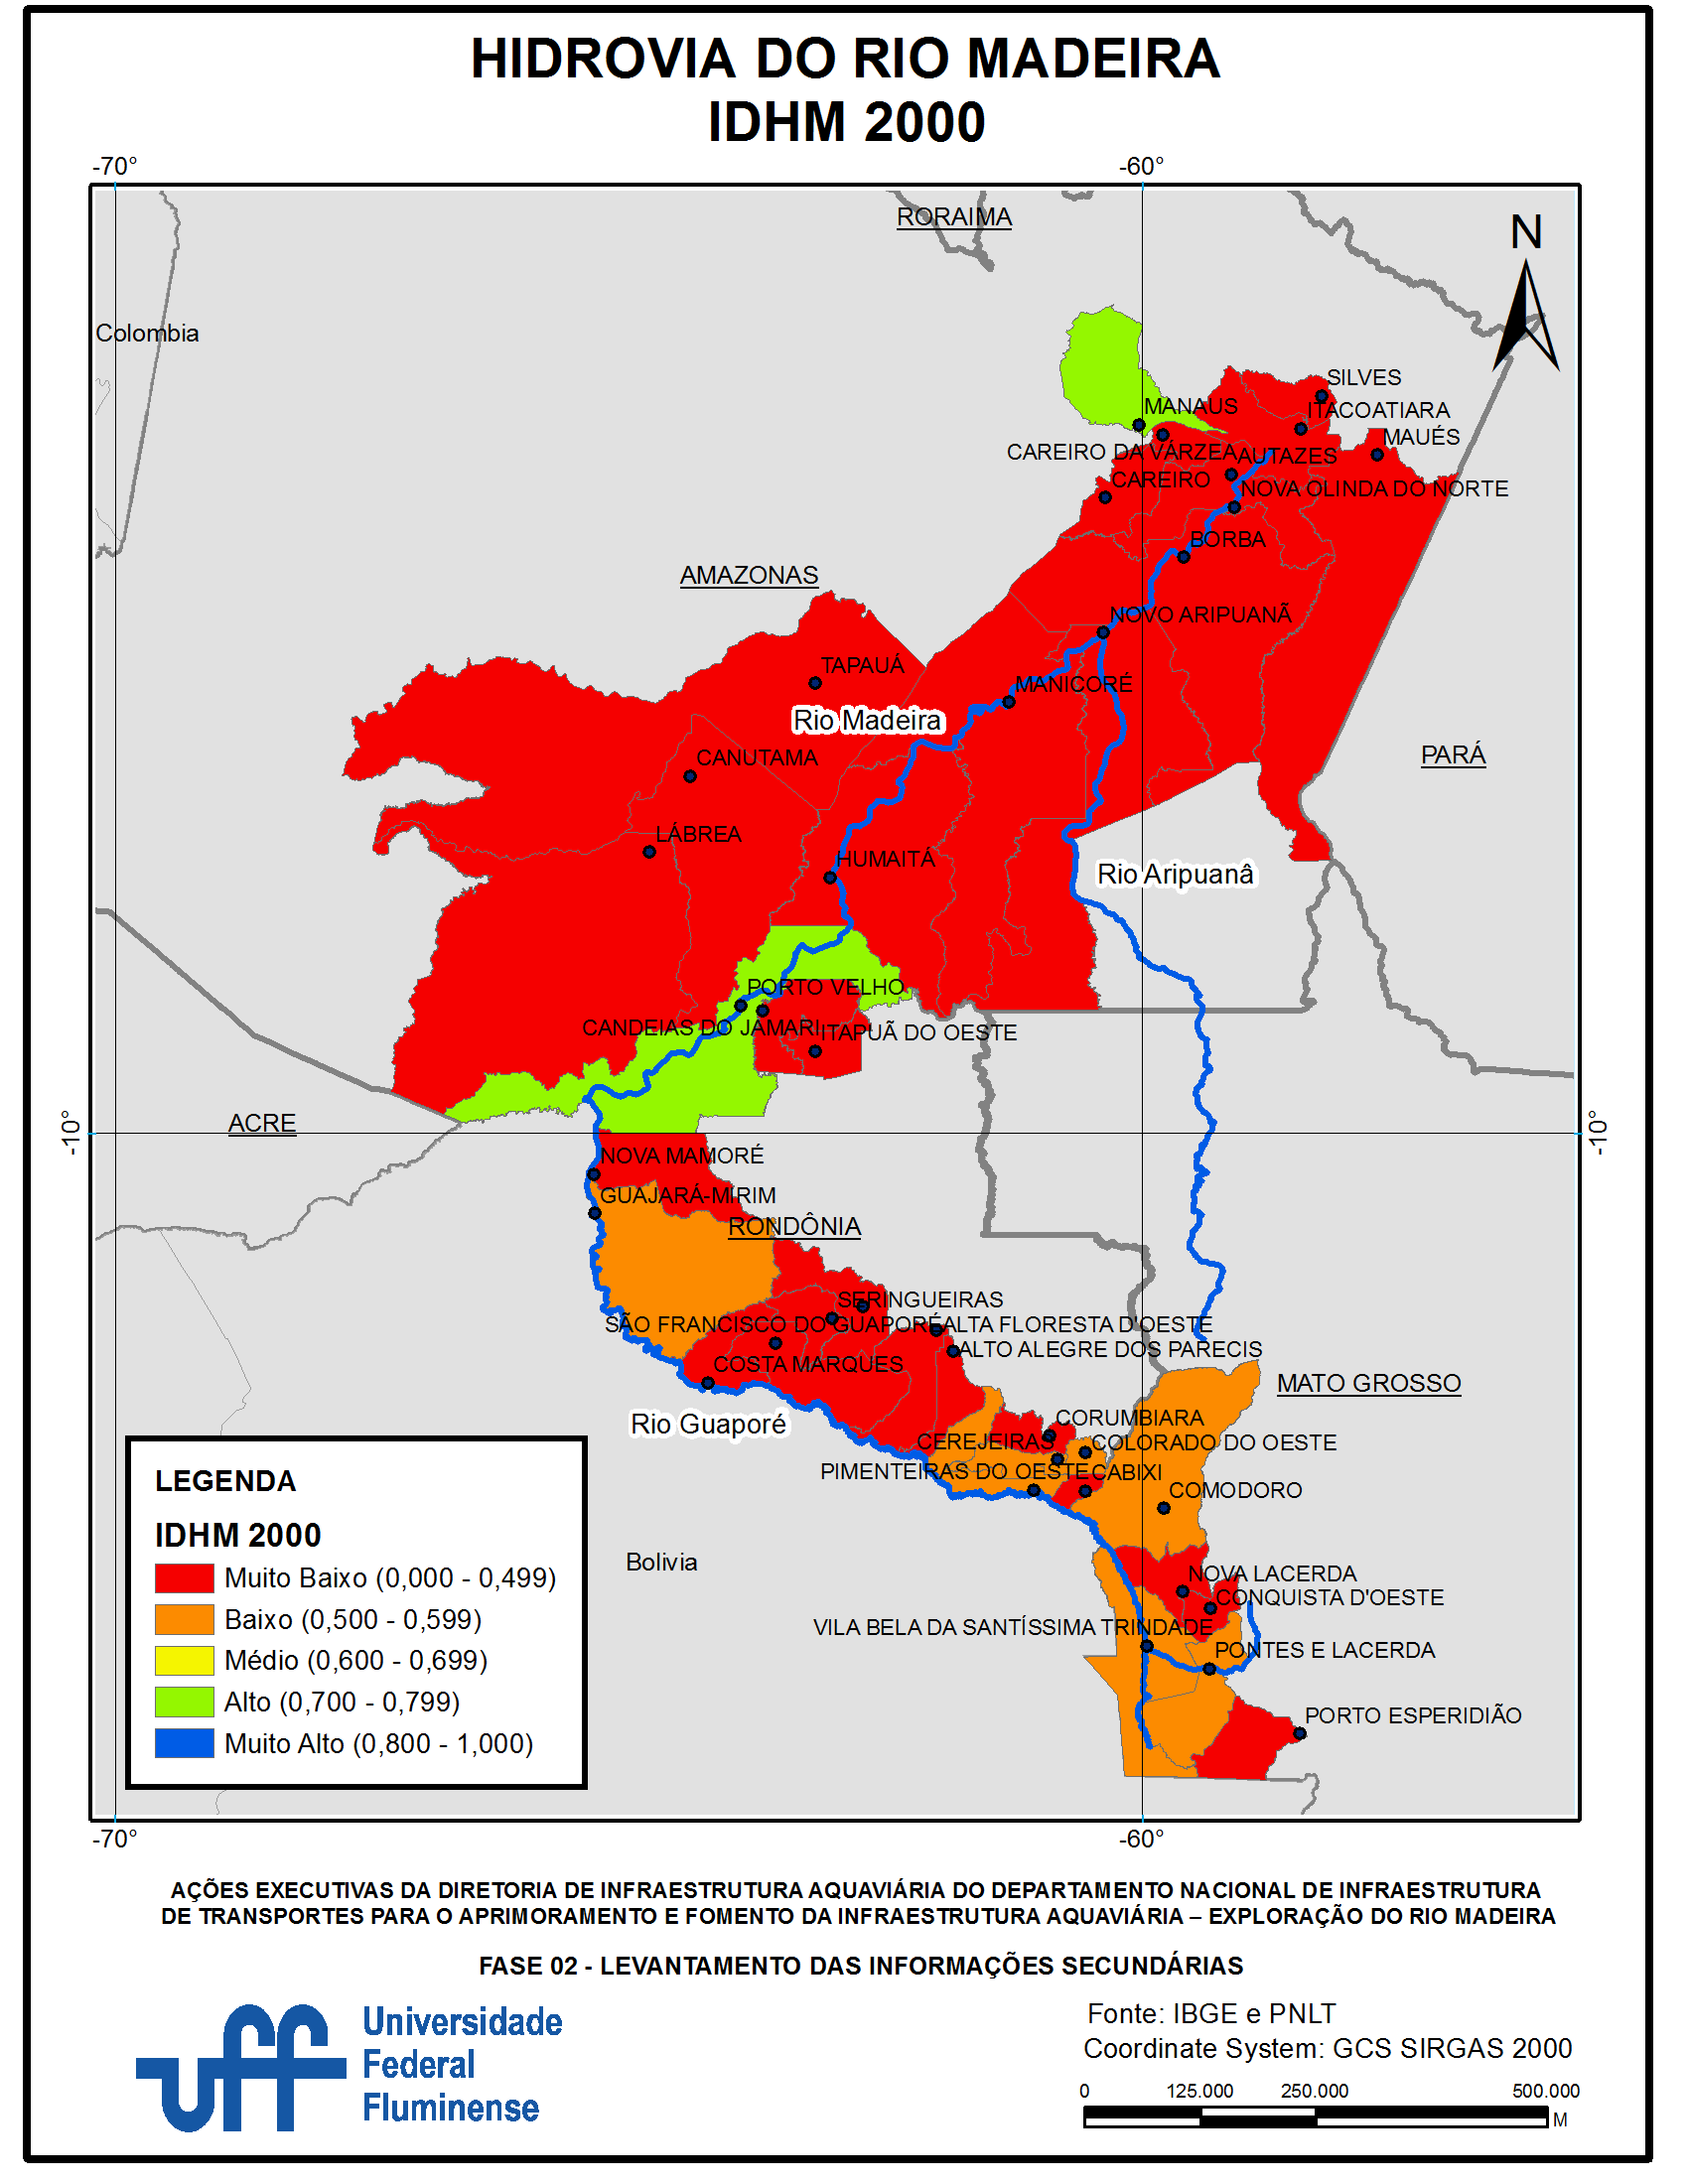 HIDROVIA DO RIO MADEIRA
IDHM 2000
-70°
-60°
RORAIMA
N
Colombia
SILVES
MANAUS
ITACOATIARA
MAUÉS
CAREIRO DA VÁRZEA
AUTAZES
CAREIRO
NOVA OLINDA DO NORTE
BORBA
AMAZONAS
NOVO ARIPUANÃ
TAPAUÁ
MANICORÉ
Rio Madeira
CANUTAMA
PARÁ
LÁBREA
HUMAITÁ
Rio Aripuanâ
PORTO VELHO
CANDEIAS DO JAMARI
ITAPUÃ DO OESTE
ACRE
-10°
-10°
NOVA MAMORÉ
GUAJARÁ-MIRIM
RONDÔNIA
SERINGUEIRAS
SÃO FRANCISCO DO GUAPORÉ
ALTA FLORESTA D'OESTE
ALTO ALEGRE DOS PARECIS
COSTA MARQUES
MATO GROSSO
Rio Guaporé
CORUMBIARA
CEREJEIRAS
COLORADO DO OESTE
PIMENTEIRAS DO OESTE
CABIXI
COMODORO
LEGENDA
IDHM 2000
Muito Baixo (0,000 - 0,499)
Baixo (0,500 - 0,599)
Médio (0,600 - 0,699)
Alto (0,700 - 0,799)
Muito Alto (0,800 - 1,000)
Bolivia
NOVA LACERDA
CONQUISTA D'OESTE
VILA BELA DA SANTÍSSIMA TRINDADE
PONTES E LACERDA
PORTO ESPERIDIÃO
-70°
-60°
AÇÕES EXECUTIVAS DA DIRETORIA DE INFRAESTRUTURA AQUAVIÁRIA DO DEPARTAMENTO NACIONAL DE INFRAESTRUTURA
DE TRANSPORTES PARA O APRIMORAMENTO E FOMENTO DA INFRAESTRUTURA AQUAVIÁRIA – EXPLORAÇÃO DO RIO MADEIRA
FASE 02 - LEVANTAMENTO DAS INFORMAÇÕES SECUNDÁRIAS
uff
Universidade
Federal
Fluminense
Fonte: IBGE e PNLT
Coordinate System: GCS SIRGAS 2000
0 125.000 250.000 500.000
M